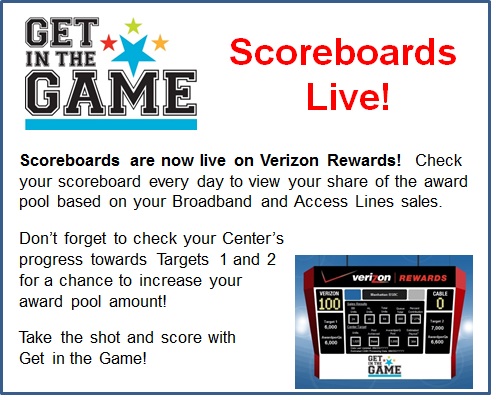 GET
IN THE
GAME
Scoreboards
Live!
Scoreboards are now live on Verizon Rewards!  Check
your scoreboard every day to view your share of the award
pool based on your Broadband and Access Lines sales.
Don't forget to check your Center's
progress towards Targets 1 and 2
for a chance to increase your
award pool amount!
Take the shot and score with
Get in the Game!
verizon REWARDS
VERIZON
100
CABLE
0
Target 1
6,000
Target 2
7,000
6,000
6,600
GET
IN THE
GAME